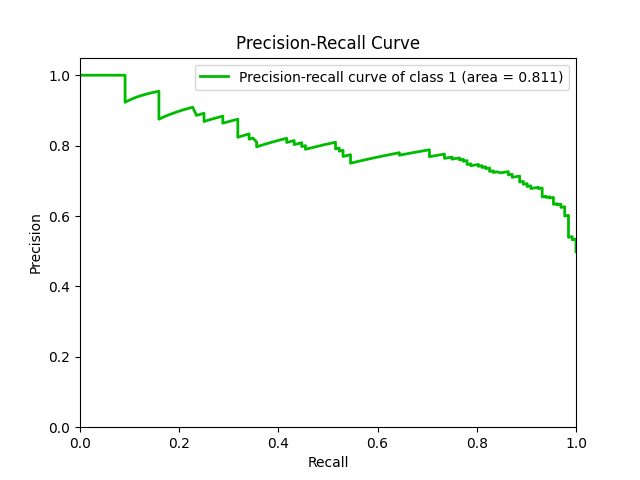 Precision-Recall Curve
Precision-recall curve of class 1 (area = 0.811)
1.0
0.8
0.6
0.4
0.2
0.0
Precision
0.0 0.2 0.4 0.6 0.8 1.0
Recall